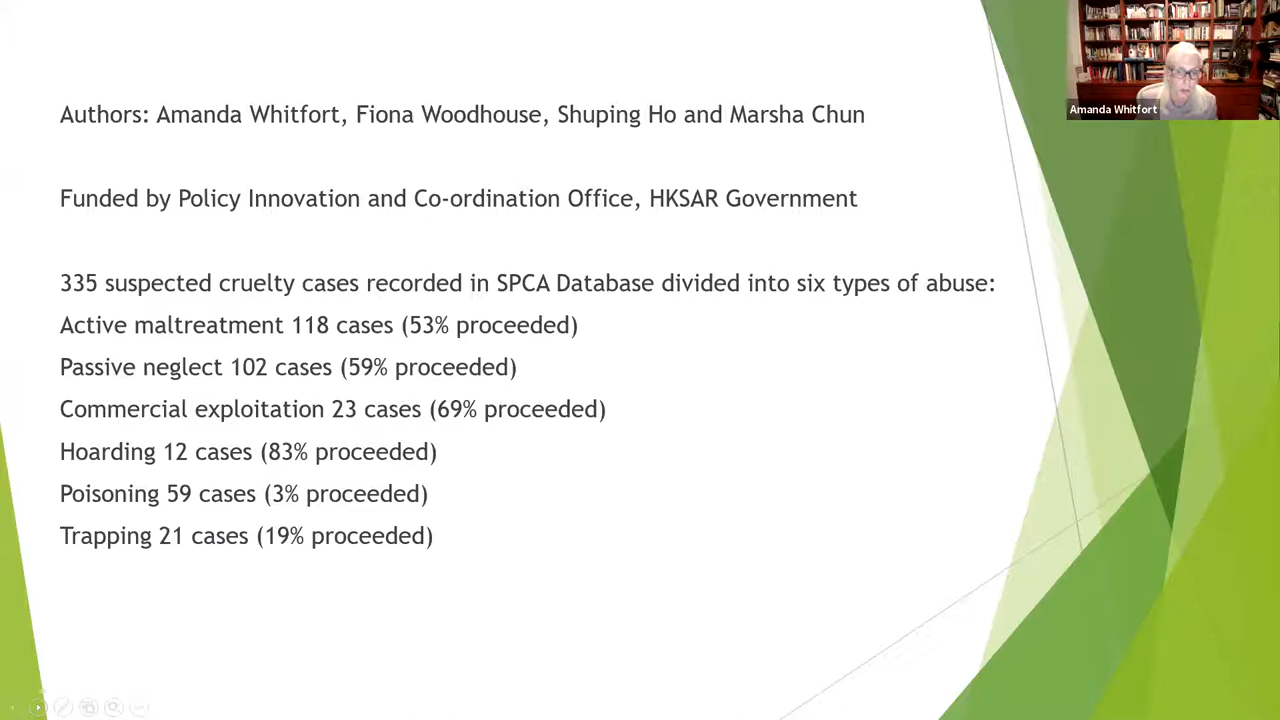 Authors: Amanda Whitfort, Fiona Woodhouse, Shuping Ho and Marsha Chun
Funded by Policy Innovation and Co-ordination Office, HKSAR Government
335 suspected cruelty cases recorded in SPCA Database divided into six types of abuse:
Active maltreatment 118 cases (53% proceeded)
Passive neglect 102 cases (59% proceeded)
Commercial exploitation 23 cases (69% proceeded)
Hoarding 12 cases (83% proceeded)
Poisoning 59 cases (3% proceeded)
Trapping 21 cases (19% proceeded)
Amanda Whitfort